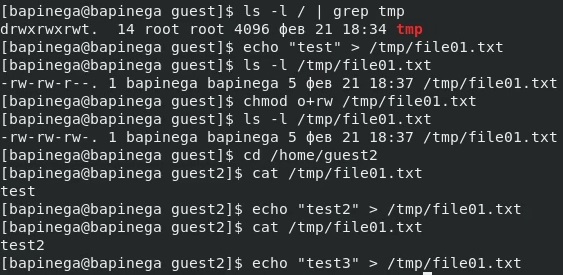 [bapinega@bapinega guest]$ ls -l / | grep tmp
drwxrwxrwt.  14 root root 4096 фев 21 18:34 tmp
[bapinega@bapinega guest]$ echo "test" > /tmp/file01.txt
[bapinega@bapinega guest]$ ls -l /tmp/file01.txt
-rw-rw-r--. 1 bapinega bapinega 5 фев 21 18:37 /tmp/file01.txt
[bapinega@bapinega guest]$ chmod o+rw /tmp/file01.txt
[bapinega@bapinega guest]$ ls -l /tmp/file01.txt
-rw-rw-rw-. 1 bapinega bapinega 5 фев 21 18:37 /tmp/file01.txt
[bapinega@bapinega guest]$ cd /home/guest2
[bapinega@bapinega guest2]$ cat /tmp/file01.txt
test
[bapinega@bapinega guest2]$ echo "test2" > /tmp/file01.txt
[bapinega@bapinega guest2]$ cat /tmp/file01.txt
test2
[bapinega@bapinega guest2]$ echo "test3" > /tmp/file01.txt